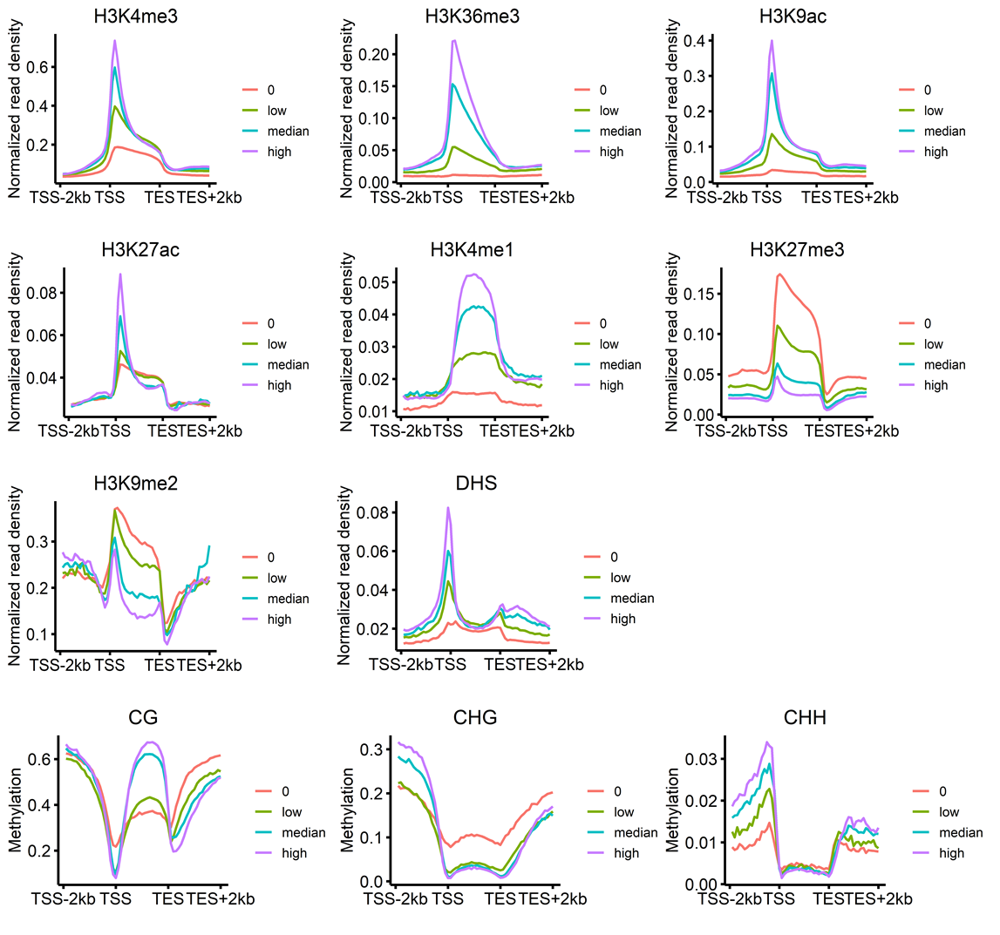 H3K4me3
Normalized read density
0.6
0.4
0.2
TSS-2kb TSS TES TES+2kb
0
low
median
high
H3K36me3
Normalized read density
0.20
0.15
0.10
0.05
0.00
TSS-2kb TSS TES TES+2kb
0
low
median
high
H3K9ac
Normalized read density
0.4
0.3
0.2
0.1
0.0
TSS-2kb TSS TES TES+2kb
0
low
median
high
H3K27ac
Normalized read density
0.08
0.06
0.04
TSS-2kb TSS TES TES+2kb
0
low
median
high
H3K4me1
Normalized read density
0.05
0.04
0.03
0.02
0.01
TSS-2kb TSS TES TES+2kb
0
low
median
high
H3K27me3
Normalized read density
0.15
0.10
0.05
0.00
TSS-2kb TSS TES TES+2kb
0
low
median
high
H3K9me2
Normalized read density
0.3
0.2
0.1
TSS-2kb TSS TES TES+2kb
0
low
median
high
DHS
Normalized read density
0.08
0.06
0.04
0.02
TSS-2kb TSS TES TES+2kb
0
low
median
high
CG
Methylation
0.6
0.4
0.2
TSS-2kb TSS TES TES+2kb
0
low
median
high
CHG
Methylation
0.3
0.2
0.1
0.0
TSS-2kb TSS TES TES+2kb
0
low
median
high
CHH
Methylation
0.03
0.02
0.01
0.00
TSS-2kb TSS TES TES+2kb
0
low
median
high